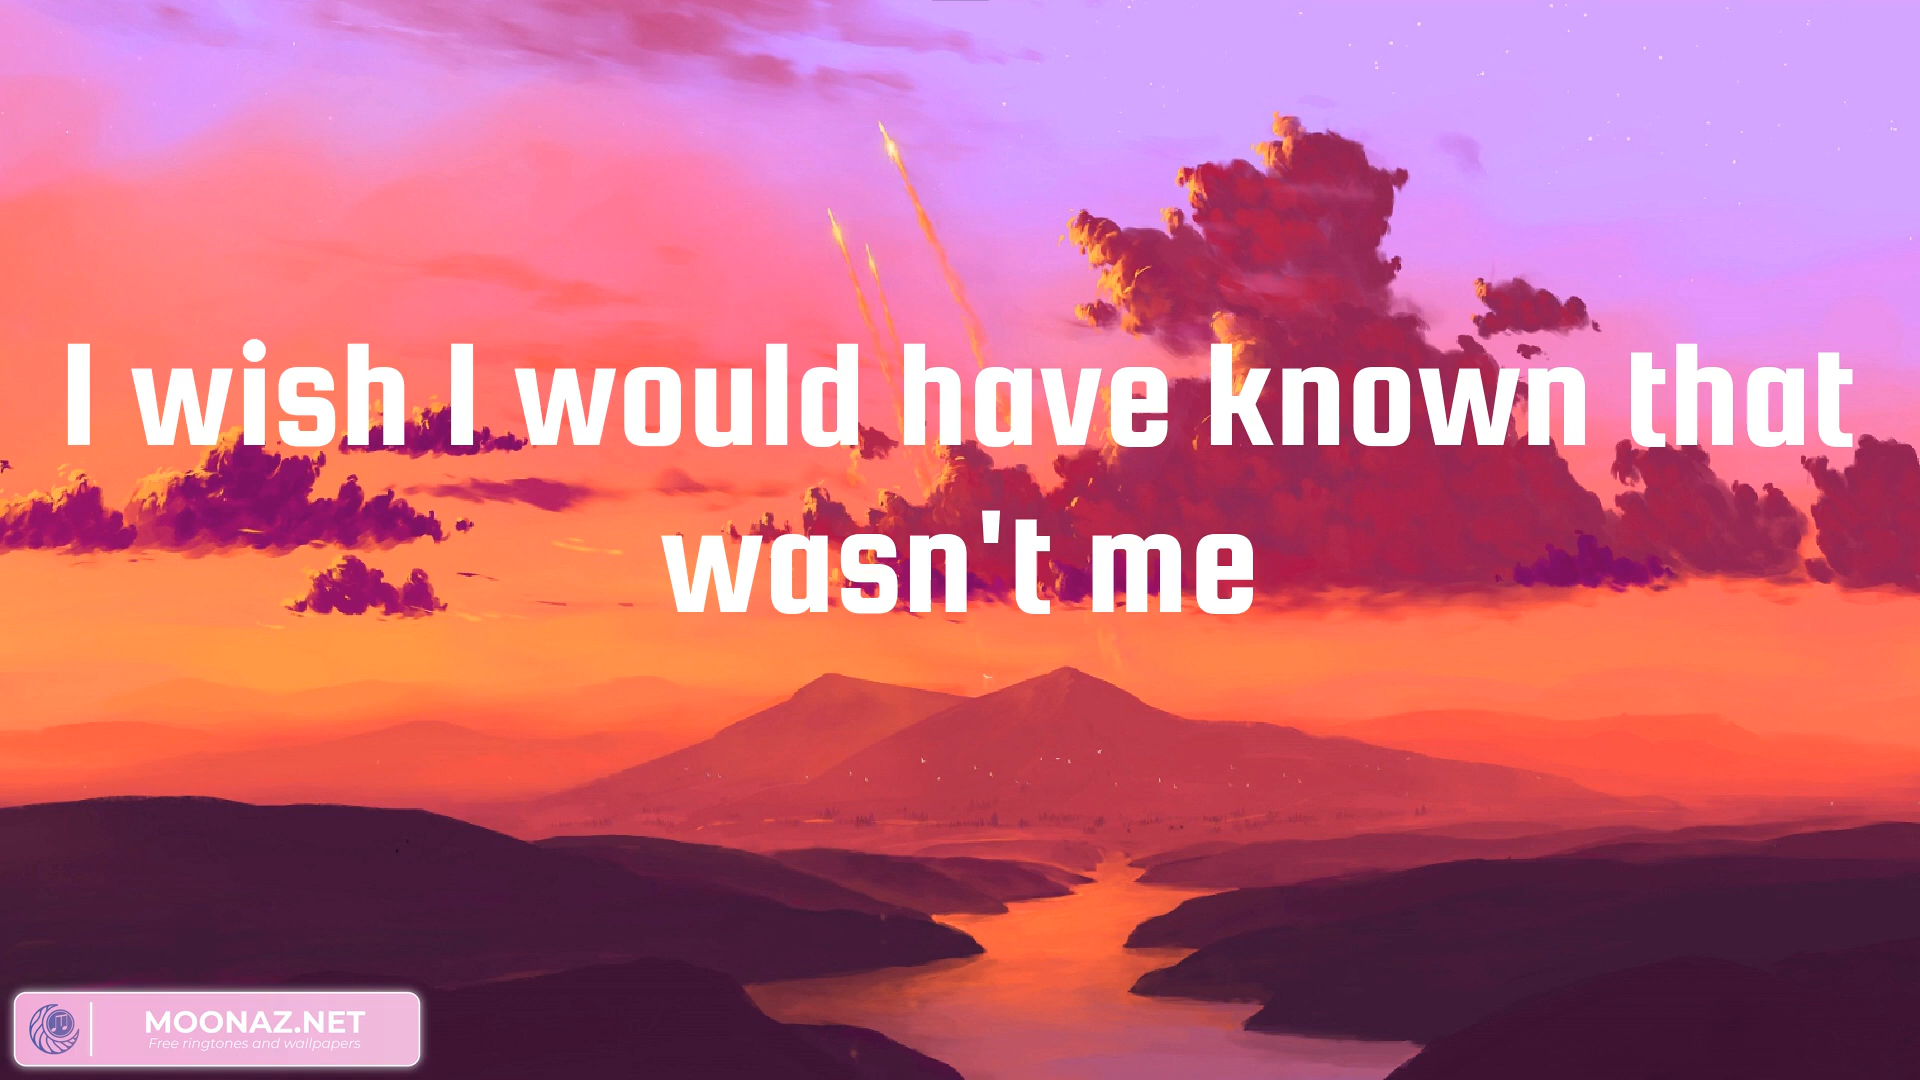 I wish I would have known that
wasn't me
MOONAZ.NET
Free ringtones and wallpapers